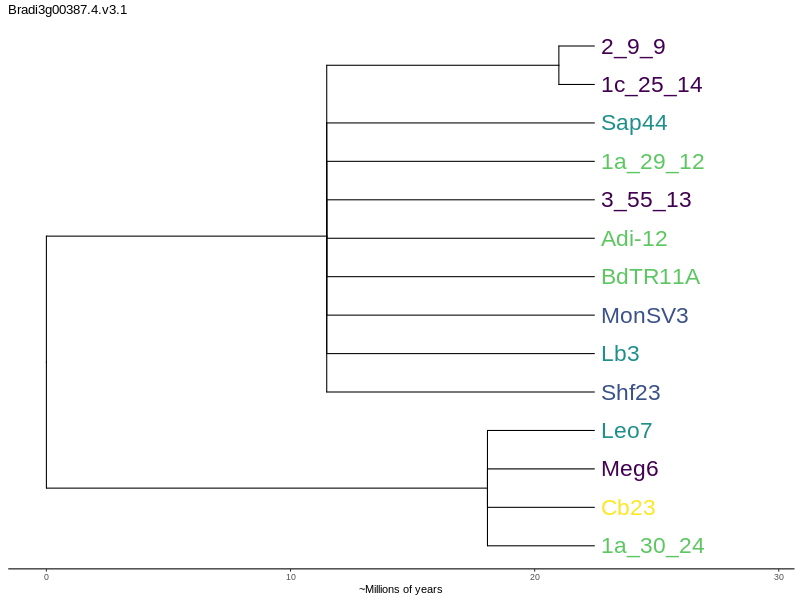 Bradi3g00387.4.v3.1
2_9_9
1c_25_14
Sap44
1a_29_12
3_55_13
Adi-12
BdTR11A
MonSV3
Lb3
Shf23
Leo7
Meg6
Cb23
1a_30_24
0 10 20 30
~Millions of years